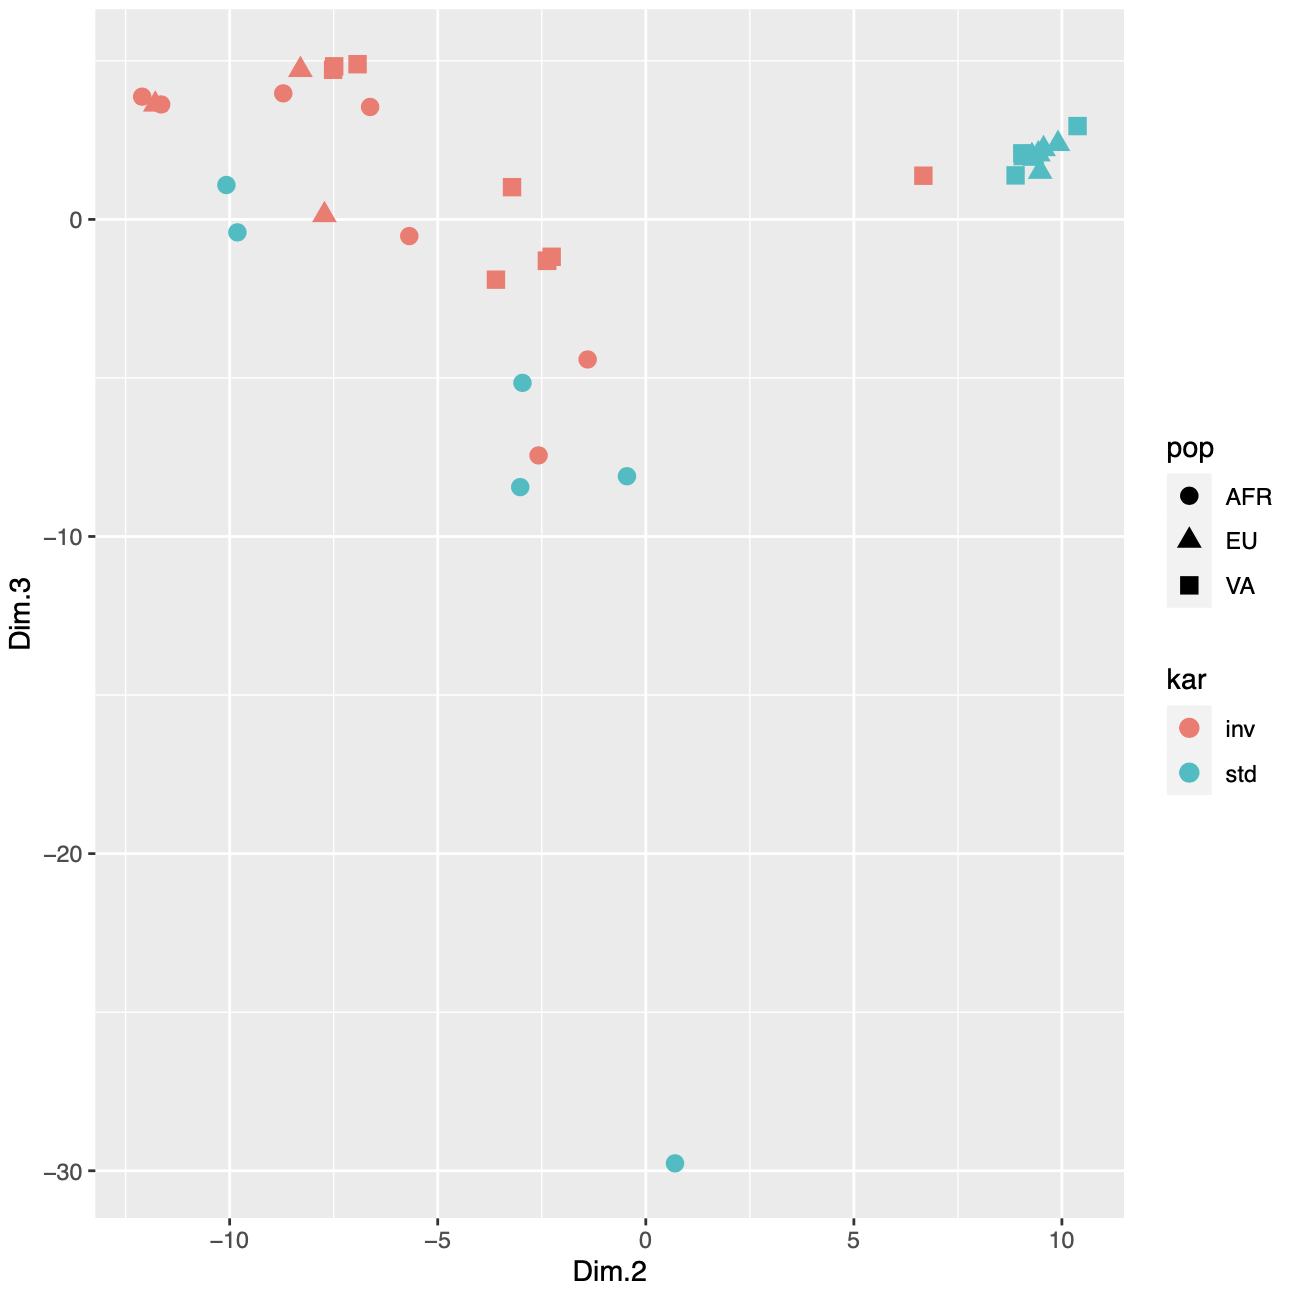 0
−10
−20
−30
Dim.3
−10
−5
0
5
10
Dim.2
pop
AFR
EU
VA
kar
inv
std